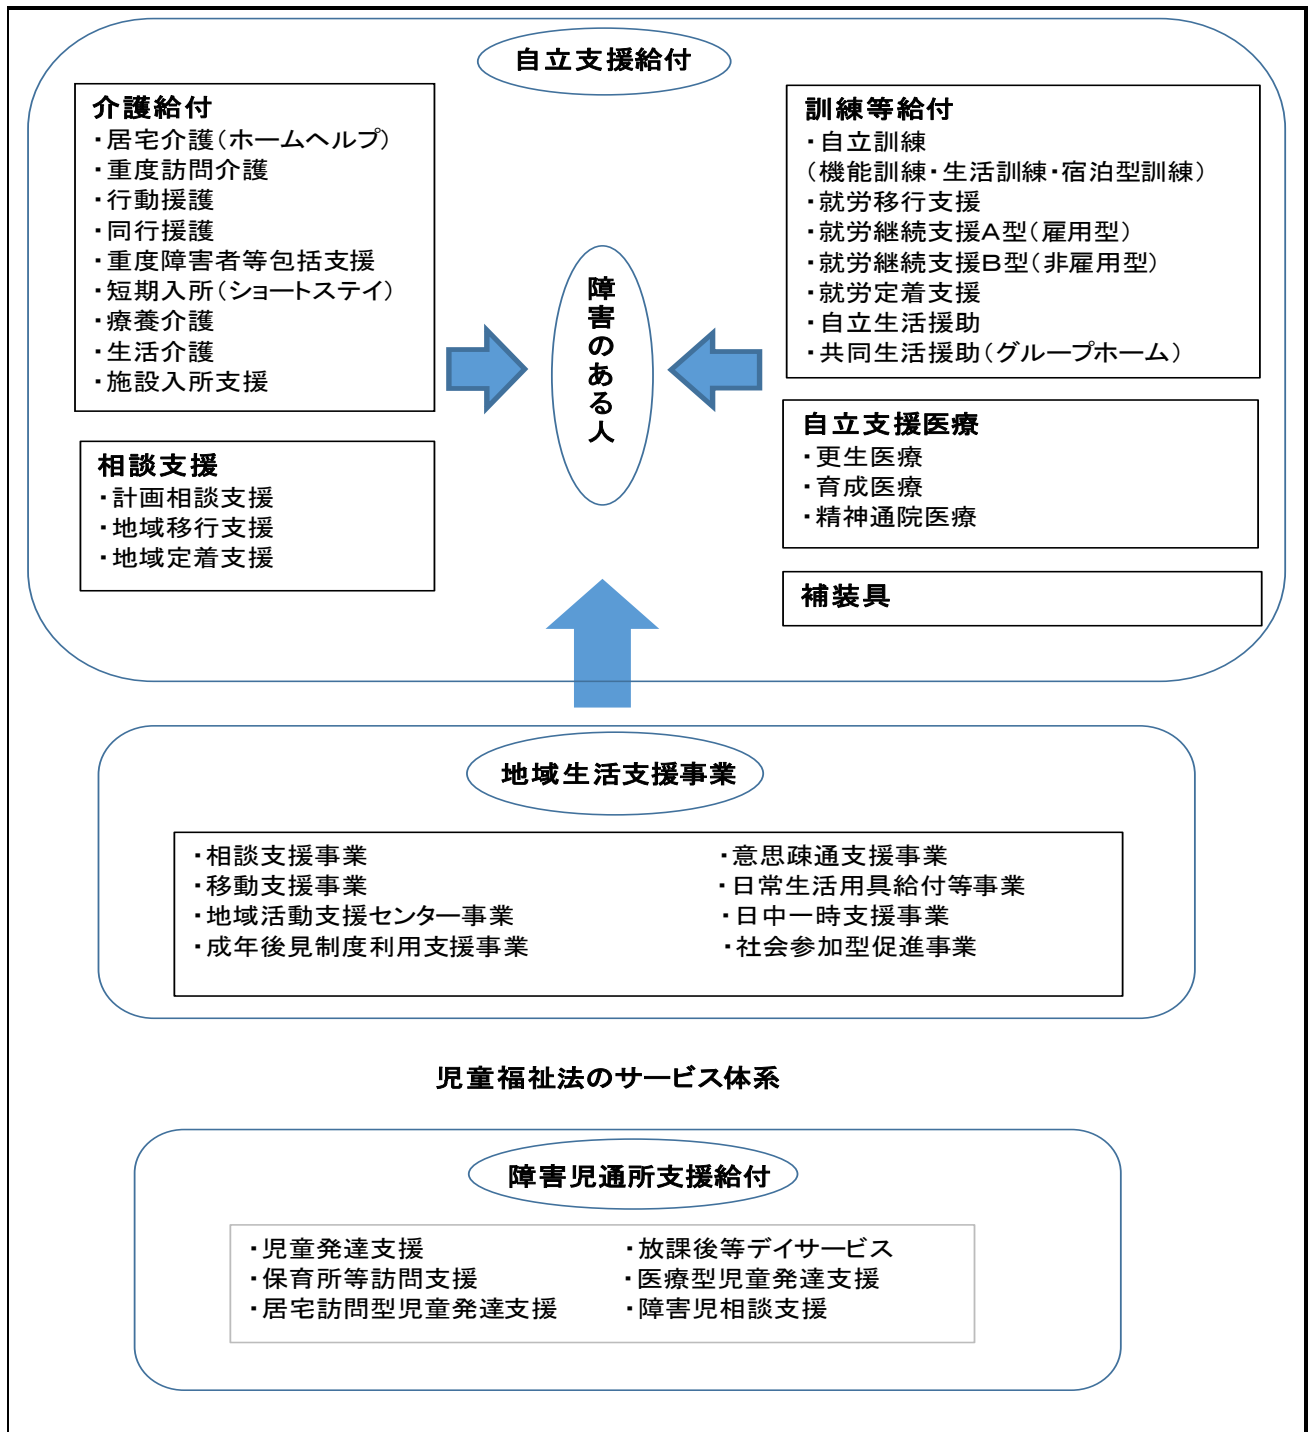 自立支援給付
介護給付
・居宅介護(ホームヘルプ)
・重度訪問介護
・行動援護
・同行援護
・重度障害者等包括支援
・短期入所(ショートステイ)
・療養介護
・生活介護
・施設入所支援
相談支援
・計画相談支援
・地域移行支援
・地域定着支援
障害のある人
訓練等給付
・自立訓練
(機能訓練・生活訓練・宿泊型訓練)
・就労移行支援
・就労継続支援A型(雇用型)
・就労継続支援B型(非雇用型)
・就労定着支援
・自立生活援助
・共同生活援助(グループホーム)
自立支援医療
・更生医療
・育成医療
・精神通院医療
補装具
地域生活支援事業
・相談支援事業
・移動支援事業
・地域活動支援センター事業
・成年後見制度利用支援事業
・意思疎通支援事業
・日常生活用具給付等事業
・日中一時支援事業
・社会参加型促進事業
児童福祉法のサービス体系
障害児通所支援給付
・児童発達支援
・保育所等訪問支援
・居宅訪問型児童発達支援
・放課後等デイサービス
・医療型児童発達支援
・障害児相談支援